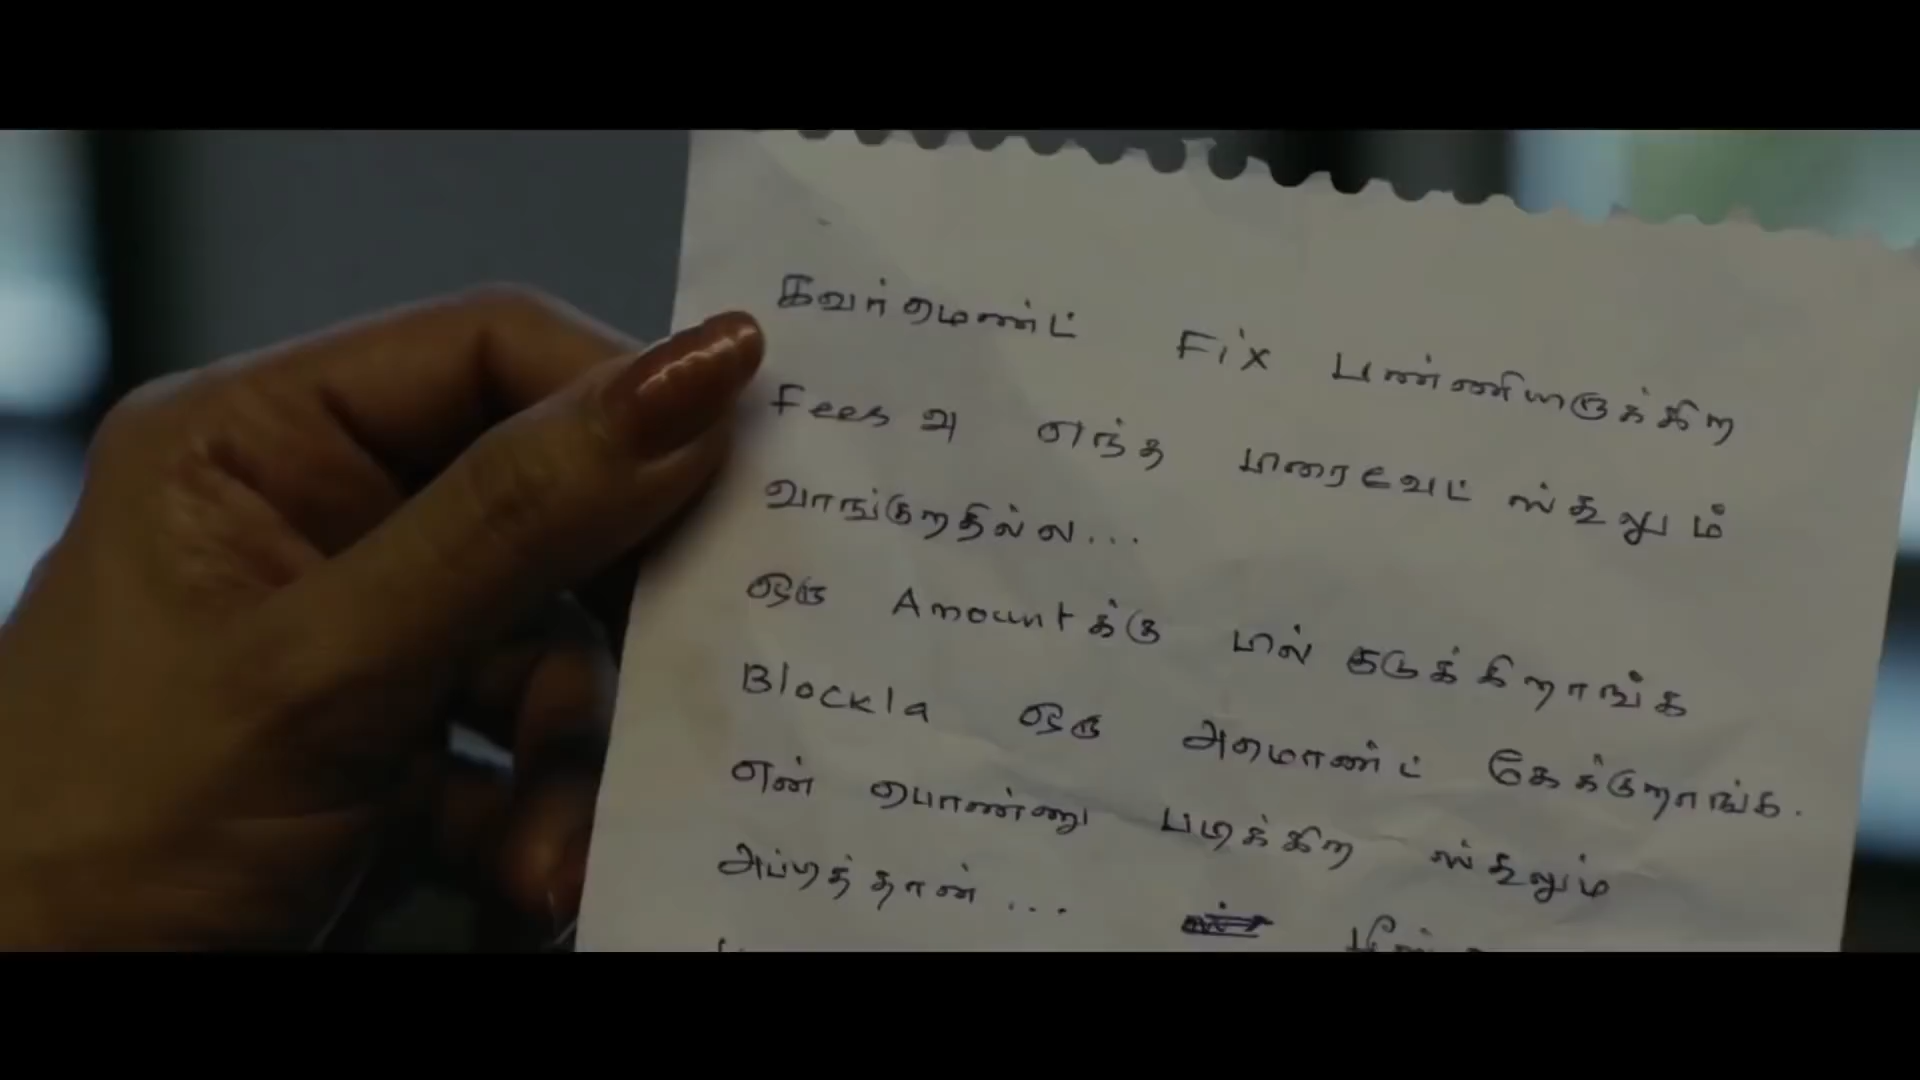 கவர்மெண்ட் Fix பண்ணியிருக்கிற
Fees அ எந்த பிரைவேட் ஸ்கூலும்
வாங்குறதில்ல...
ஒரு Amountக்கு பில் குடுக்கிறாங்க
Blockla ஒரு அமொண்ட் கேக்குறாங்க.
என் பொண்ணு படிக்கிற ஸ்கூலும்
அப்படித்தான்...